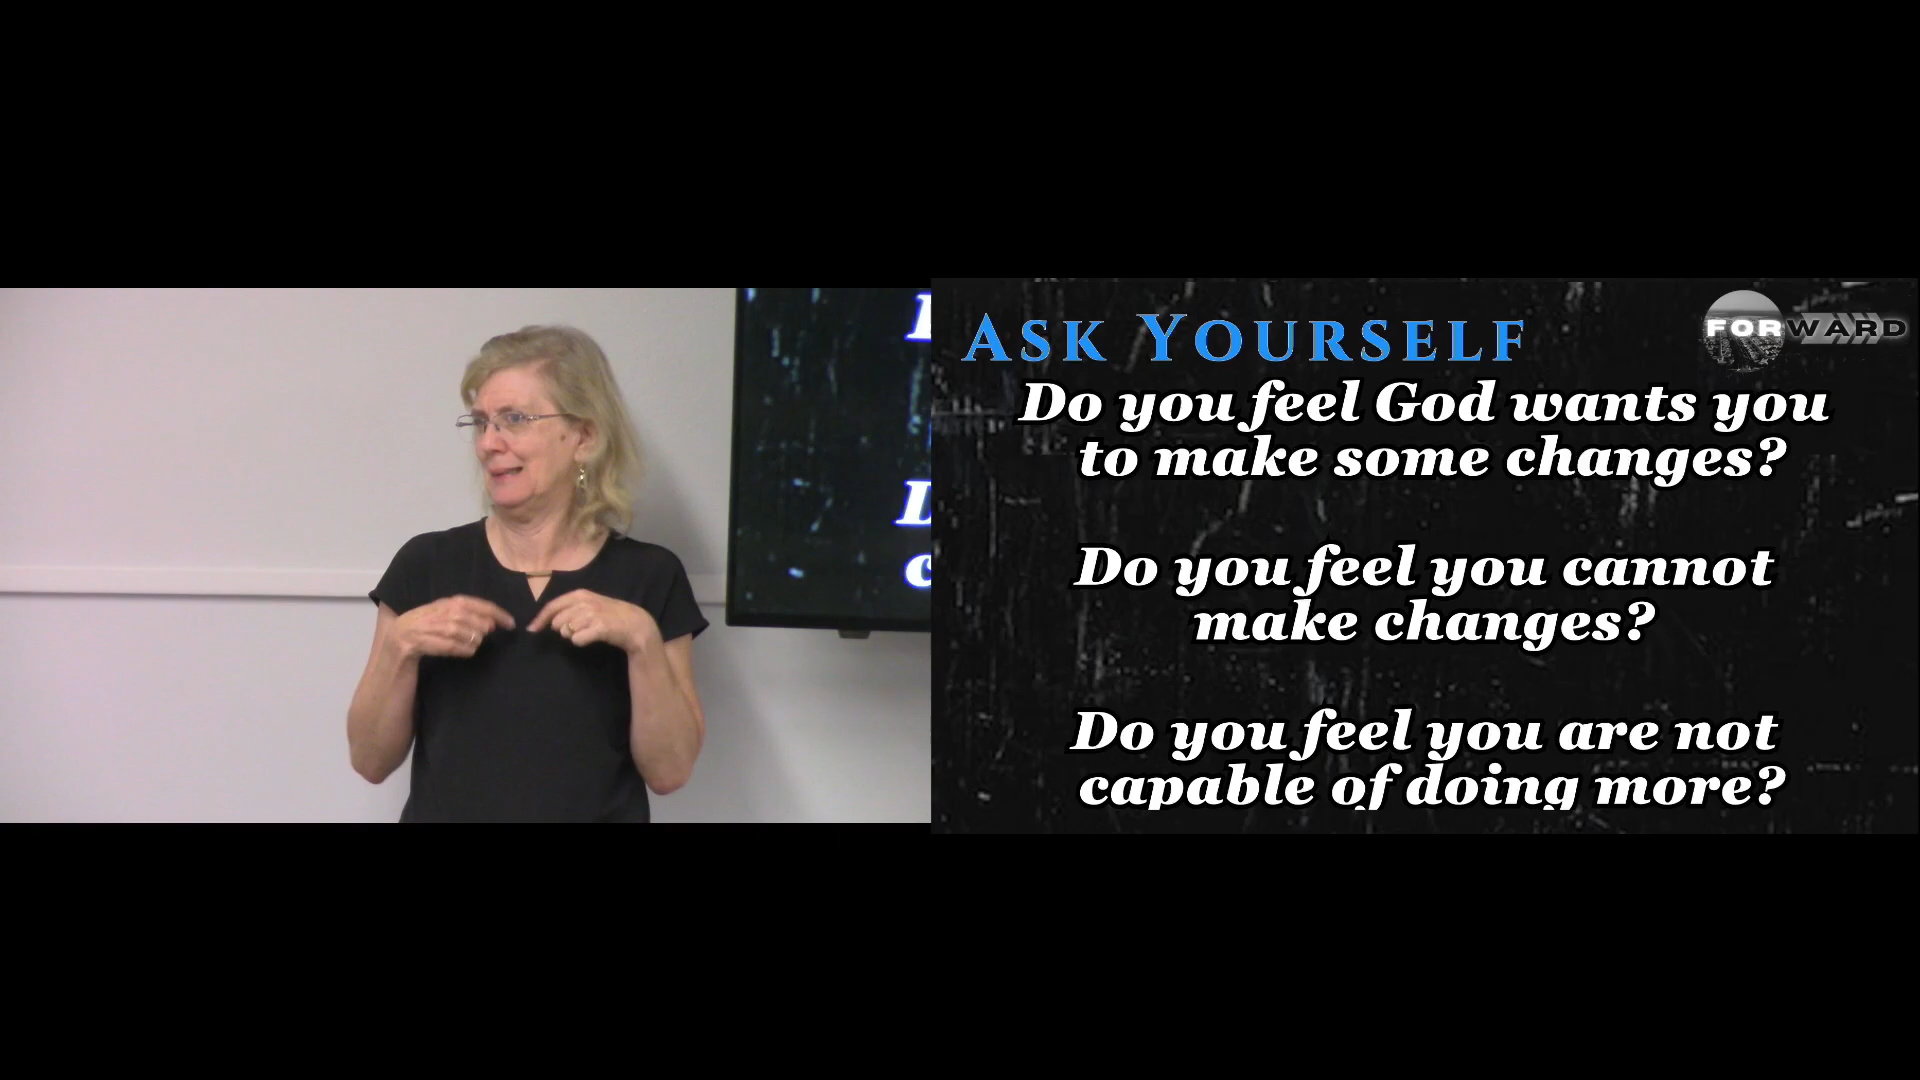 ASK YOURSELF
FORWARD
Do you feel God wants you
to make some changes?
Do you feel you cannot
make changes?
Do you feel you are not
capable of doing more?